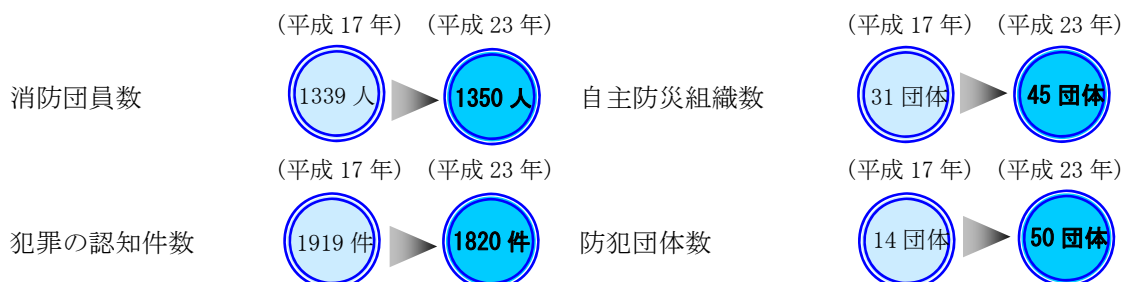 (平成 17 年) (平成 23 年) (平成 17 年) (平成 23 年)
消防団員数 1339 人 1350 人 自主防災組織数 31 団体 45 団体
(平成 17 年) (平成 23 年) (平成 17 年) (平成 23 年)
犯罪の認知件数 1919 件 1820 件 防犯団体数 14 団体 50 団体